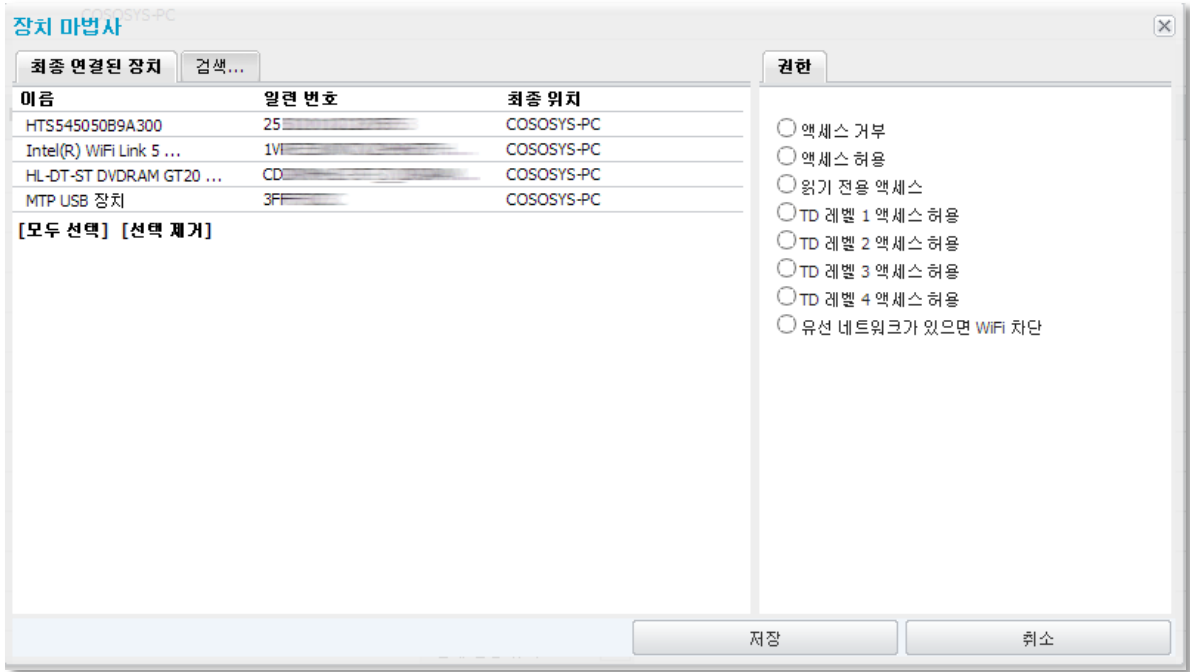 COSOSYS-PC
장치 마법사
최종 연결된 장치 검색...
이름 일련 번호 최종 위치
HTS545050B9A300 25 COSOSYS-PC
Intel(R) WiFi Link 5 ... COSOSYS-PC
HL-DT-ST DVDRAM GT20 ... CD COSOSYS-PC
MTP USB 장치 COSOSYS-PC
[모두 선택] [선택 제거]
권한
액세스 거부
액세스 허용
읽기 전용 액세스
TD 레벨 1 액세스 허용
TD 레벨 2 액세스 허용
TD 레벨 3 액세스 허용
TD 레벨 4 액세스 허용
유선 네트워크가 있으면 WiFi 차단
저장 취소